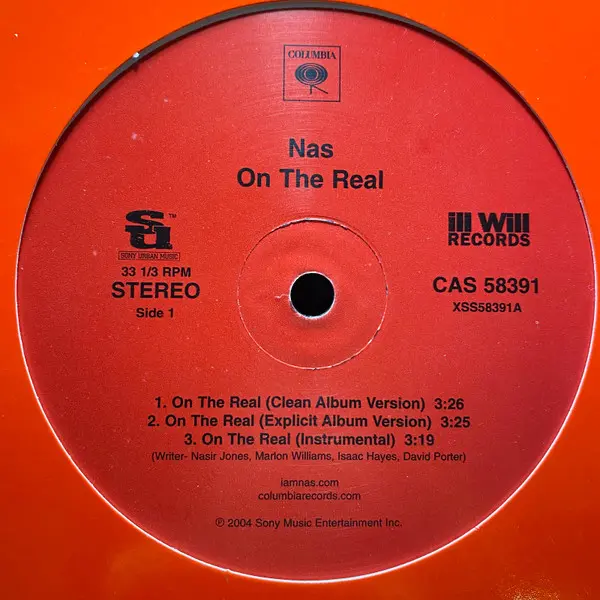 COLUMBIA
Nas
On The Real
su™
SONY URBAN MUSIC
33 1/3 RPM
STEREO
Side 1
ill Will
RECORDS
CAS 58391
XSS58391A
1. On The Real (Clean Album Version) 3:26
2. On The Real (Explicit Album Version) 3:25
3. On The Real (Instrumental) 3:19
(Writer- Nasir Jones, Marlon Williams, Isaac Hayes, David Porter)
iamnas.com
columbiarecords.com
℗ 2004 Sony Music Entertainment Inc.